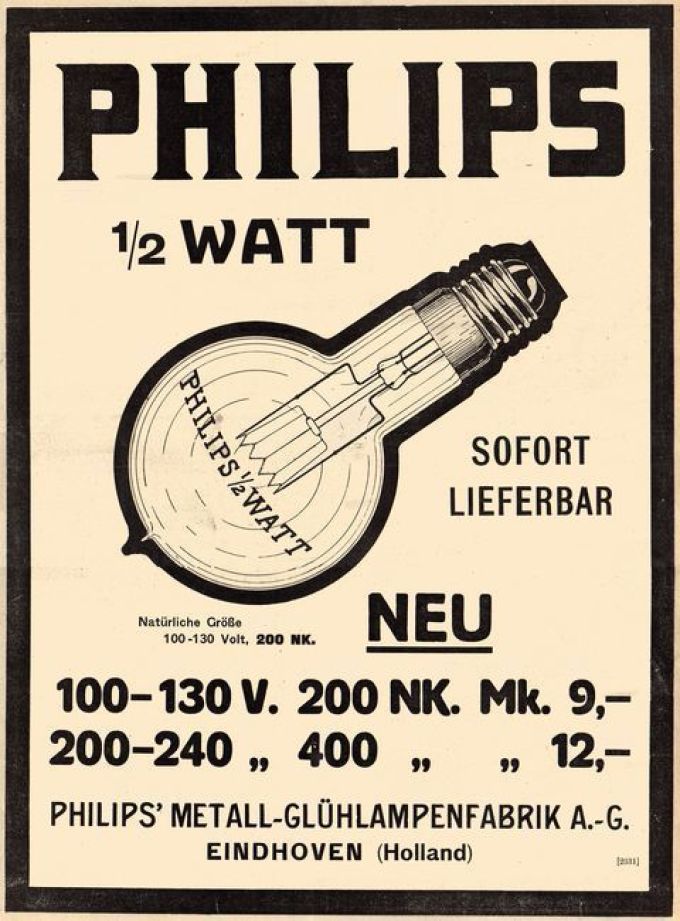 PHILIPS
1/2 WATT
PHILIPS 1/2 WATT
SOFORT
LIEFERBAR
Natürliche Größe
100-130 Volt, 200 NK.
NEU
100-130 V. 200 NK. Mk. 9,-
200-240 „ 400 „ „ 12,-
PHILIPS' METALL-GLÜHLAMPENFABRIK A.-G.
EINDHOVEN (Holland)